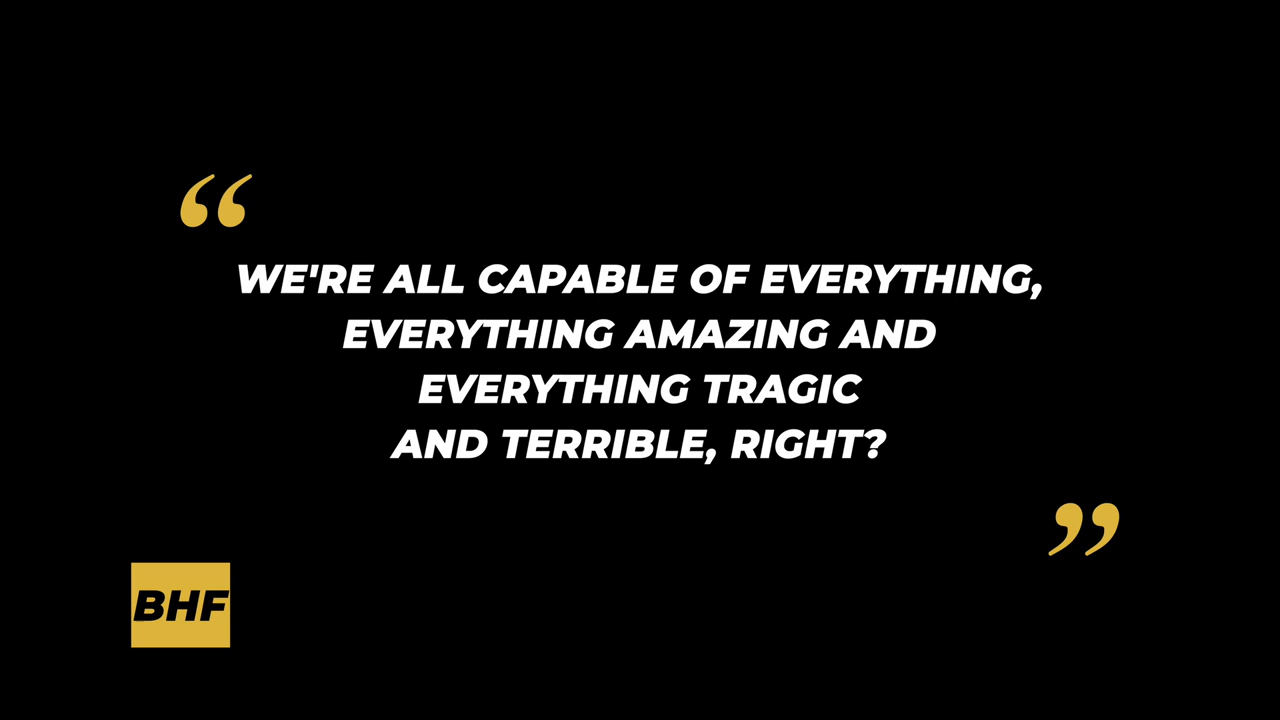 “
WE'RE ALL CAPABLE OF EVERYTHING,
EVERYTHING AMAZING AND
EVERYTHING TRAGIC
AND TERRIBLE, RIGHT?
”
BHF